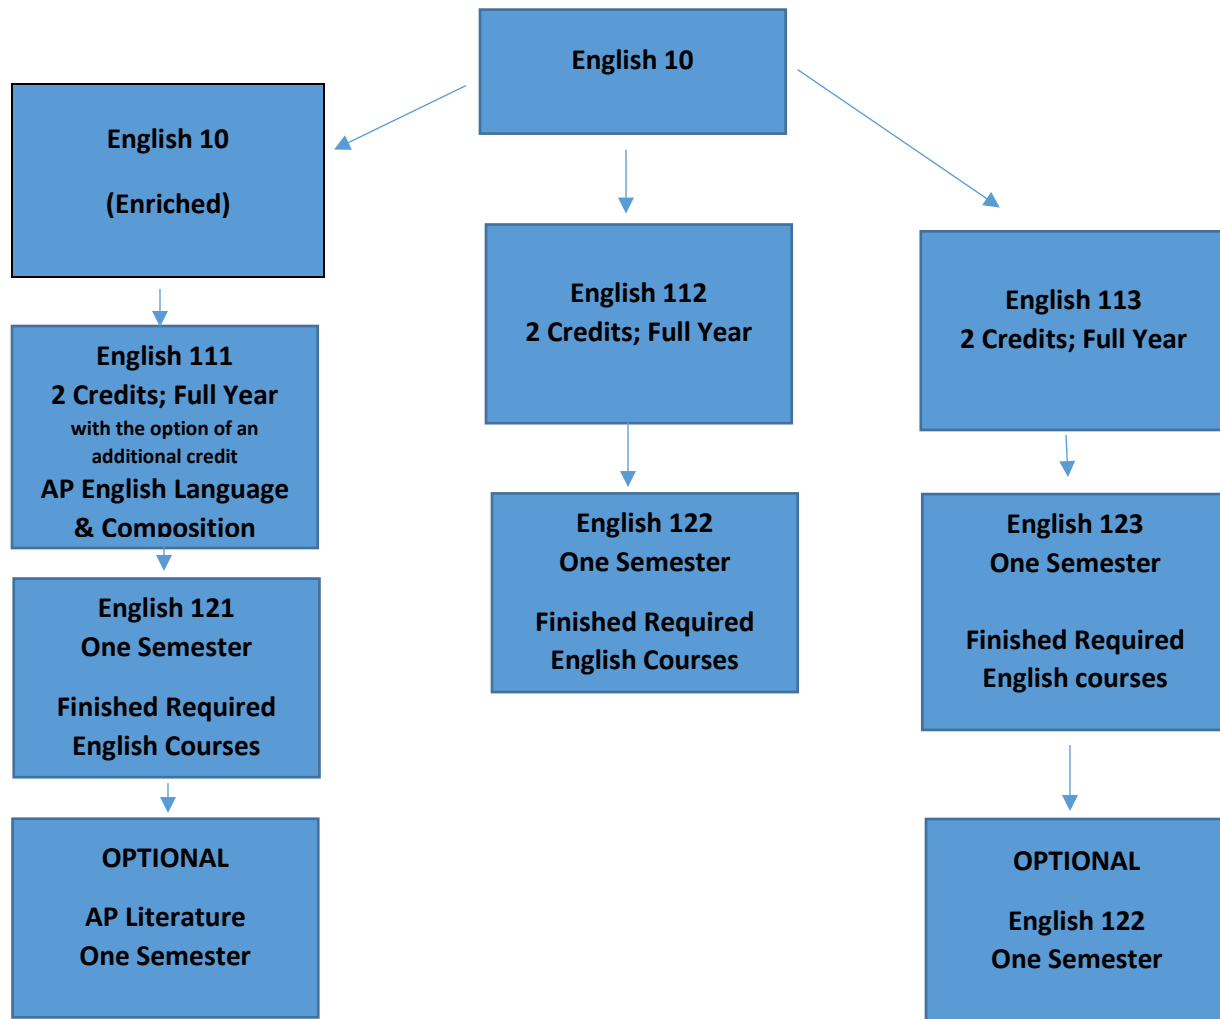 English 10
English 10
(Enriched)
English 112
2 Credits; Full Year
English 113
2 Credits; Full Year
English 111
2 Credits; Full Year
with the option of an
additional credit
AP English Language
& Composition
English 122
One Semester
Finished Required
English Courses
English 123
One Semester
Finished Required
English courses
English 121
One Semester
Finished Required
English Courses
OPTIONAL
AP Literature
One Semester
OPTIONAL
English 122
One Semester